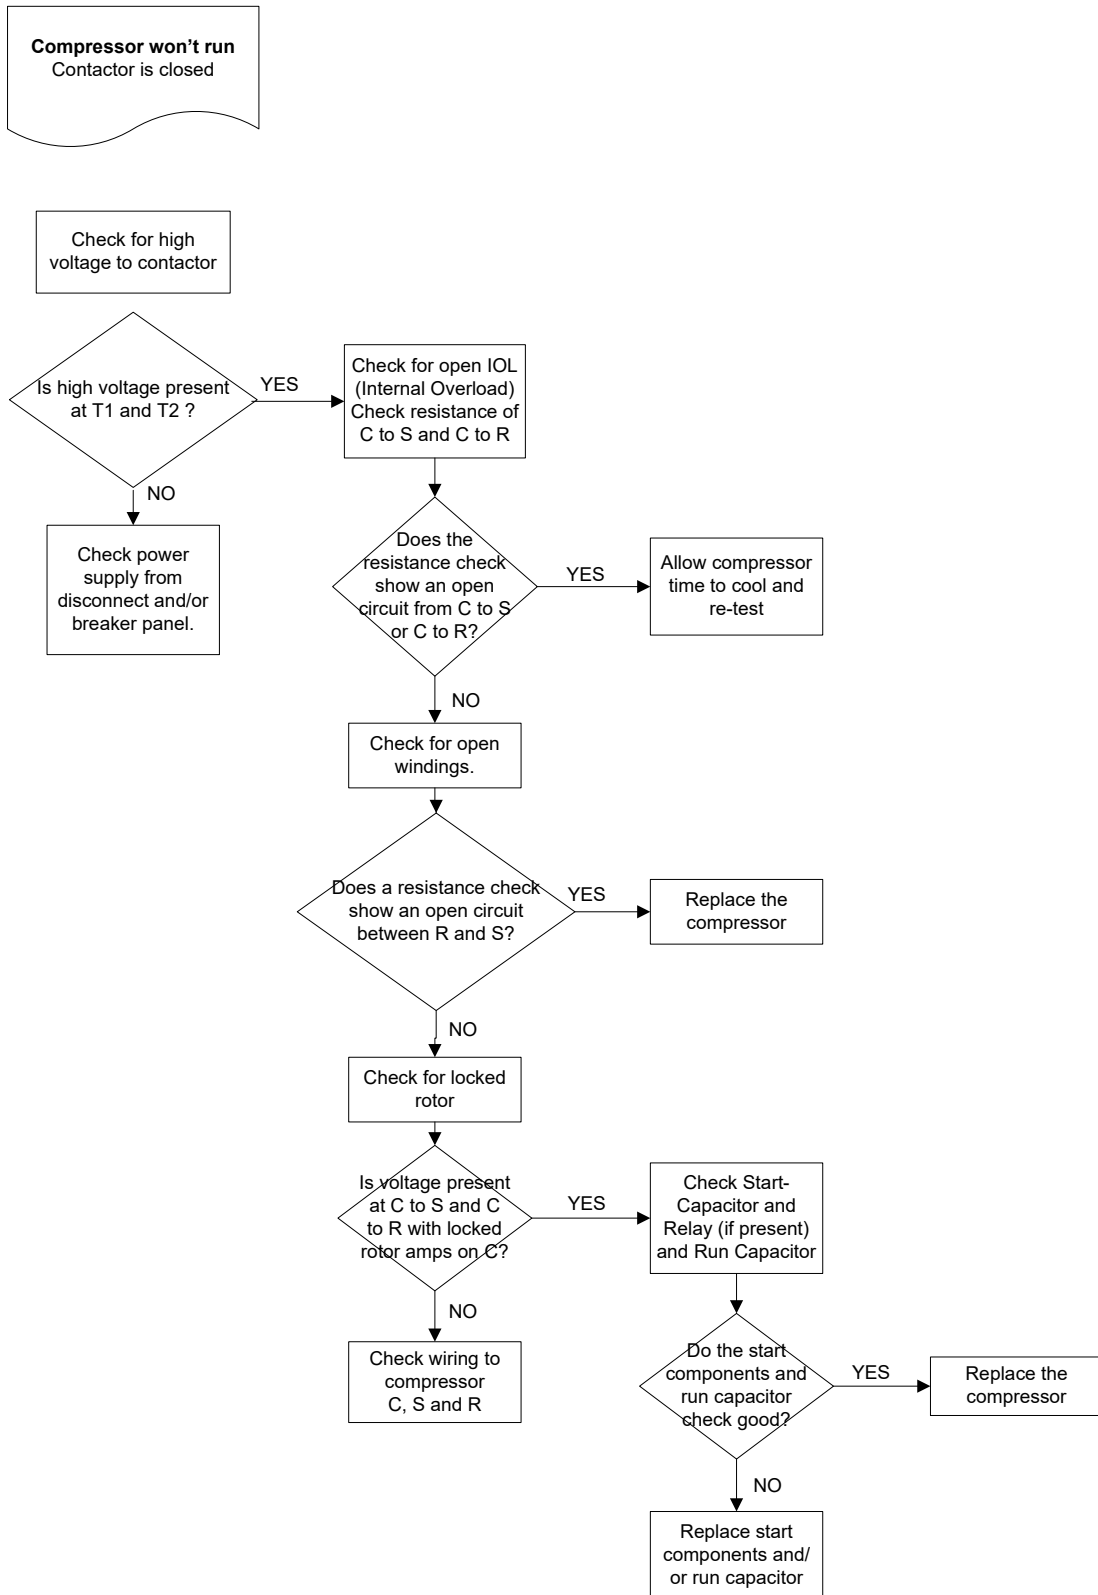 Compressor won't run
Contactor is closed
Check for high
voltage to contactor
Is high voltage present
at T1 and T2 ?
YES
NO
Check power
supply from
disconnect and/or
breaker panel.
Check for open IOL
(Internal Overload)
Check resistance of
C to S and C to R
Does the
resistance check
show an open
circuit from C to S
or C to R?
YES
Allow compressor
time to cool and
re-test
NO
Check for open
windings.
Does a resistance check
show an open circuit
between R and S?
YES
Replace the
compressor
NO
Check for locked
rotor
Is voltage present
at C to S and C
to R with locked
rotor amps on C?
YES
NO
Check wiring to
compressor
C, S and R
Check Start-
Capacitor and
Relay (if present)
and Run Capacitor
Do the start
components and
run capacitor
check good?
YES
Replace the
compressor
NO
Replace start
components and/
or run capacitor